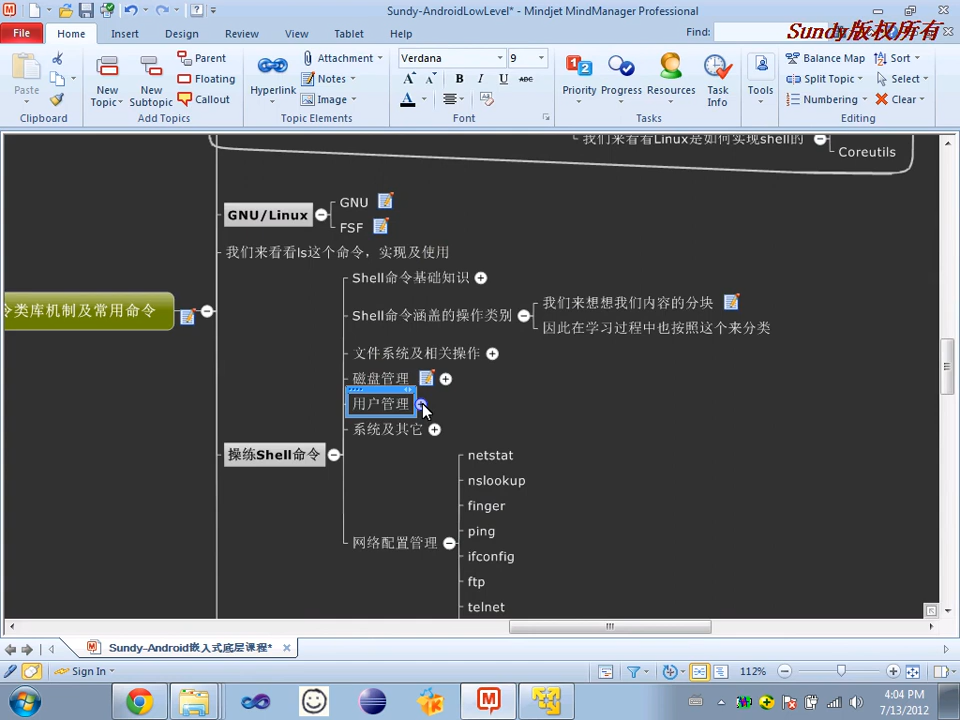 Sundy-AndroidLowLevel* - Mindjet MindManager Professional
File
Home
Insert
Design
Review
View
Tablet
Help
Find:
Sundy版权所有
Paste
Clipboard
New Topic
New Subtopic
Parent
Floating
Callout
Add Topics
Hyperlink
Attachment
Notes
Image
Topic Elements
Verdana
9
B I U ABC
A
Font
Priority
Progress
Resources
Task Info
Tasks
Tools
Balance Map
Split Topic
Numbering
Sort
Select
Clear
Editing
我们来看看Linux是如何实现shell的
Coreutils
GNU/Linux
GNU
FSF
我们来看看ls这个命令，实现及使用
令类库机制及常用命令
Shell命令基础知识
Shell命令涵盖的操作类别
我们来想想我们内容的分块
因此在学习过程中也按照这个来分类
文件系统及相关操作
磁盘管理
用户管理
系统及其它
操练Shell命令
网络配置管理
netstat
nslookup
finger
ping
ifconfig
ftp
telnet
Sundy-Android嵌入式底层课程*
Sign In
112%
4:04 PM
7/13/2012